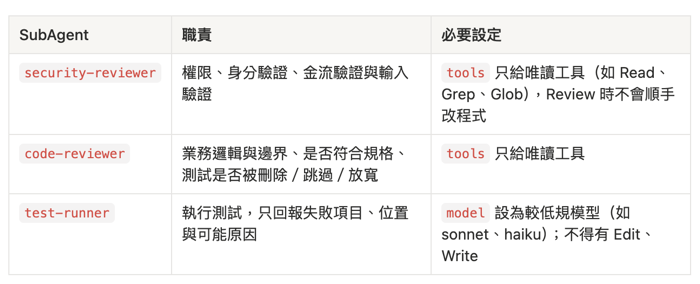 SubAgent
職責
必要設定
security-reviewer
權限、身分驗證、金流驗證與輸入
驗證
tools 只給唯讀工具（如 Read、
Grep、Glob），Review 時不會順手
改程式
code-reviewer
業務邏輯與邊界、是否符合規格、
測試是否被刪除 / 跳過 / 放寬
tools 只給唯讀工具
test-runner
執行測試，只回報失敗項目、位置
與可能原因
model 設為較低規模型（如
sonnet、haiku）；不得有 Edit、
Write